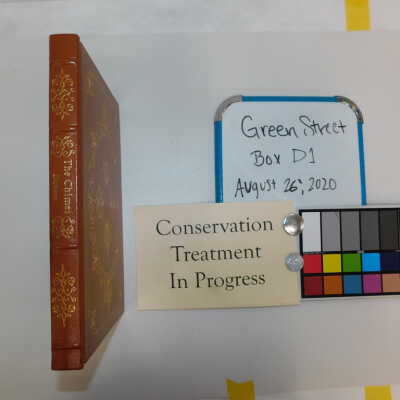 The Chimes
Green Street
Box D1
August 26, 2020
Conservation
Treatment
In Progress